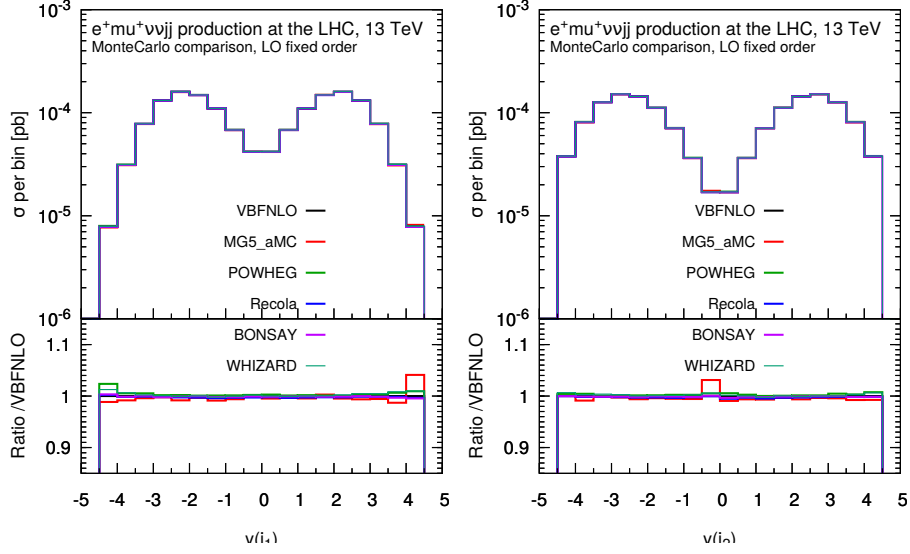 10⁻³
e⁺mu⁺ννjj production at the LHC, 13 TeV
MonteCarlo comparison, LO fixed order
10⁻⁴
σ per bin [pb]
10⁻⁵
VBFNLO
MG5_aMC
POWHEG
Recola
10⁻⁶
BONSAY
WHIZARD
1.1
1
0.9
Ratio /VBFNLO
-5 -4 -3 -2 -1 0 1 2 3 4 5
y(j₁)
10⁻³
e⁺mu⁺ννjj production at the LHC, 13 TeV
MonteCarlo comparison, LO fixed order
10⁻⁴
σ per bin [pb]
10⁻⁵
VBFNLO
MG5_aMC
POWHEG
Recola
10⁻⁶
BONSAY
WHIZARD
1.1
1
0.9
Ratio /VBFNLO
-5 -4 -3 -2 -1 0 1 2 3 4 5
y(j₂)